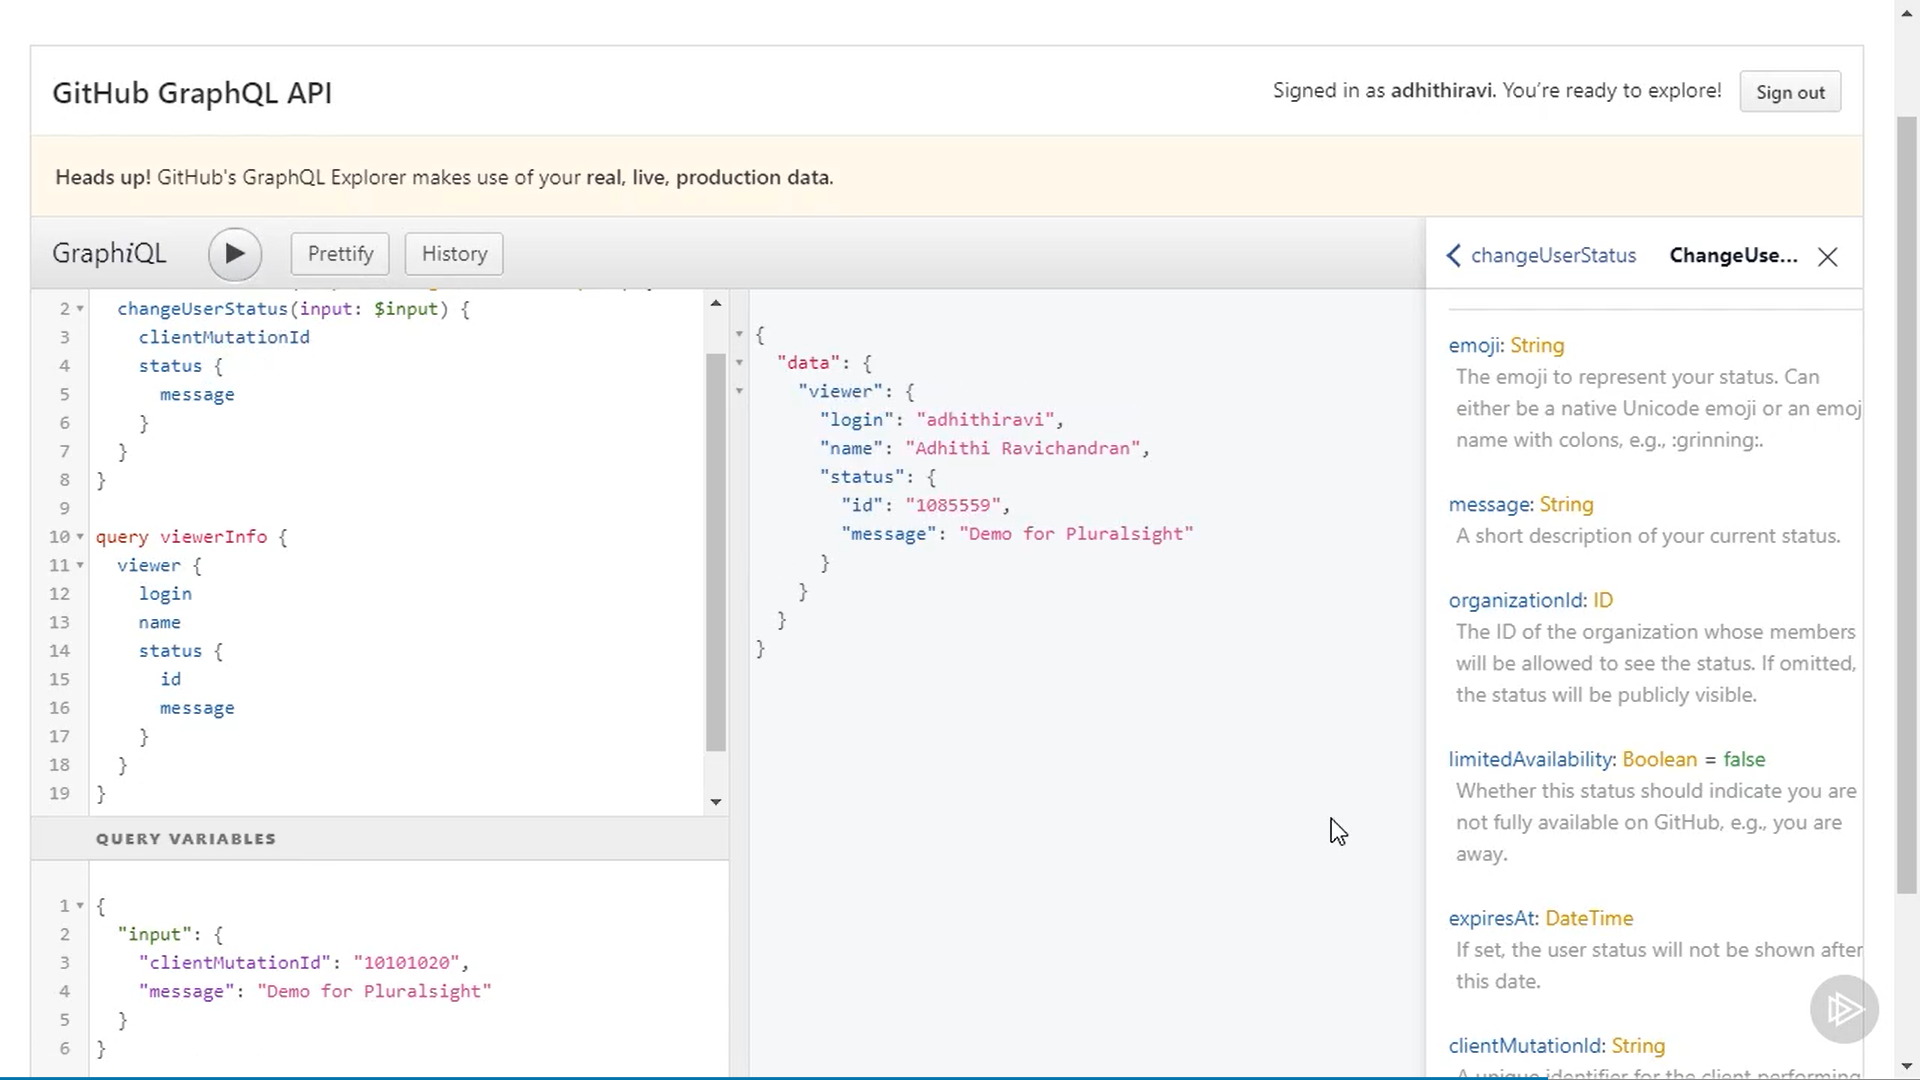 GitHub GraphQL API
Signed in as adhithiravi. You're ready to explore!
Sign out
Heads up! GitHub's GraphQL Explorer makes use of your real, live, production data.
GraphiQL
Prettify
History
changeUserStatus
ChangeUse...
2 changeUserStatus(input: $input) {
3 clientMutationId
4 status {
5 message
6 }
7 }
8 }
9
10 query viewerInfo {
11 viewer {
12 login
13 name
14 status {
15 id
16 message
17 }
18 }
19 }
QUERY VARIABLES
1 {
2 "input": {
3 "clientMutationId": "10101020",
4 "message": "Demo for Pluralsight"
5 }
6 }
{
"data": {
"viewer": {
"login": "adhithiravi",
"name": "Adhithi Ravichandran",
"status": {
"id": "1085559",
"message": "Demo for Pluralsight"
}
}
}
}
emoji: String
The emoji to represent your status. Can
either be a native Unicode emoji or an emoj
name with colons, e.g., :grinning:.
message: String
A short description of your current status.
organizationId: ID
The ID of the organization whose members
will be allowed to see the status. If omitted,
the status will be publicly visible.
limitedAvailability: Boolean = false
Whether this status should indicate you are
not fully available on GitHub, e.g., you are
away.
expiresAt: DateTime
If set, the user status will not be shown after
this date.
clientMutationId: String
A unique identifier for the client performing